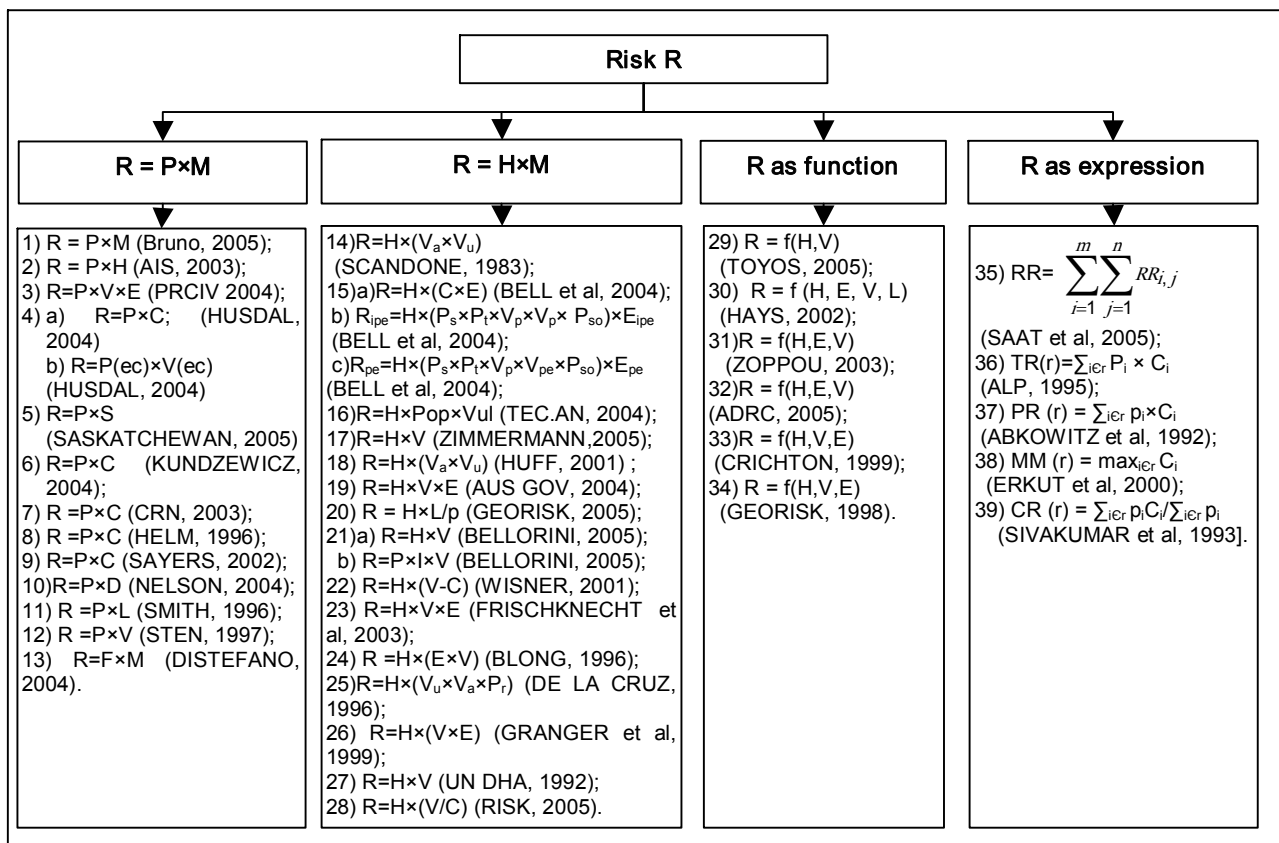 Risk R
R = P×M
R = H×M
R as function
R as expression
1) R = P×M (Bruno, 2005);
2) R = P×H (AIS, 2003);
3) R=P×V×E (PRCIV 2004);
4) a) R=P×C; (HUSDAL,
2004)
b) R=P(ec)×V(ec)
(HUSDAL, 2004)
5) R=P×S
(SASKATCHEWAN, 2005)
6) R=P×C (KUNDZEWICZ,
2004);
7) R =P×C (CRN, 2003);
8) R =P×C (HELM, 1996);
9) R=P×C (SAYERS, 2002)
10)R=P×D (NELSON, 2004);
11) R =P×L (SMITH, 1996);
12) R =P×V (STEN, 1997);
13) R=F×M (DISTEFANO,
2004).
14)R=H×(Vₐ×Vᵤ)
(SCANDONE, 1983);
15)a)R=H×(C×E) (BELL et al, 2004);
b) Rᵢₚₑ=H×(Pₛ×Pₜ×Vₚ×Vₚ× Pₛₒ)×Eᵢₚₑ
(BELL et al, 2004);
c)Rₚₑ=H×(Pₛ×Pₜ×Vₚ×Vₚₑ×Pₛₒ)×Eₚₑ
(BELL et al, 2004);
16)R=H×Pop×Vul (TEC.AN, 2004);
17)R=H×V (ZIMMERMANN,2005);
18) R=H×(Vₐ×Vᵤ) (HUFF, 2001) ;
19) R=H×V×E (AUS GOV, 2004);
20) R = H×L/p (GEORISK, 2005);
21)a) R=H×V (BELLORINI, 2005);
b) R=P×I×V (BELLORINI, 2005);
22) R=H×(V-C) (WISNER, 2001);
23) R=H×V×E (FRISCHKNECHT et
al, 2003);
24) R =H×(E×V) (BLONG, 1996);
25)R=H×(Vᵤ×Vₐ×Pᵣ) (DE LA CRUZ,
1996);
26) R=H×(V×E) (GRANGER et al,
1999);
27) R=H×V (UN DHA, 1992);
28) R=H×(V/C) (RISK, 2005).
29) R = f(H,V)
(TOYOS, 2005);
30) R = f (H, E, V, L)
(HAYS, 2002);
31)R = f(H,E,V)
(ZOPPOU, 2003);
32)R = f(H,E,V)
(ADRC, 2005);
33)R = f(H,V,E)
(CRICHTON, 1999);
34) R = f(H,V,E)
(GEORISK, 1998).
35) RR= ∑ᵢ₌₁ᵐ ∑ⱼ₌₁ⁿ RRᵢ,ⱼ
(SAAT et al, 2005);
36) TR(r)=∑ᵢєᵣ Pᵢ × Cᵢ
(ALP, 1995);
37) PR (r) = ∑ᵢєᵣ pᵢ×Cᵢ
(ABKOWITZ et al, 1992);
38) MM (r) = maxᵢєᵣ Cᵢ
(ERKUT et al, 2000);
39) CR (r) = ∑ᵢєᵣ pᵢCᵢ/∑ᵢєᵣ pᵢ
(SIVAKUMAR et al, 1993].